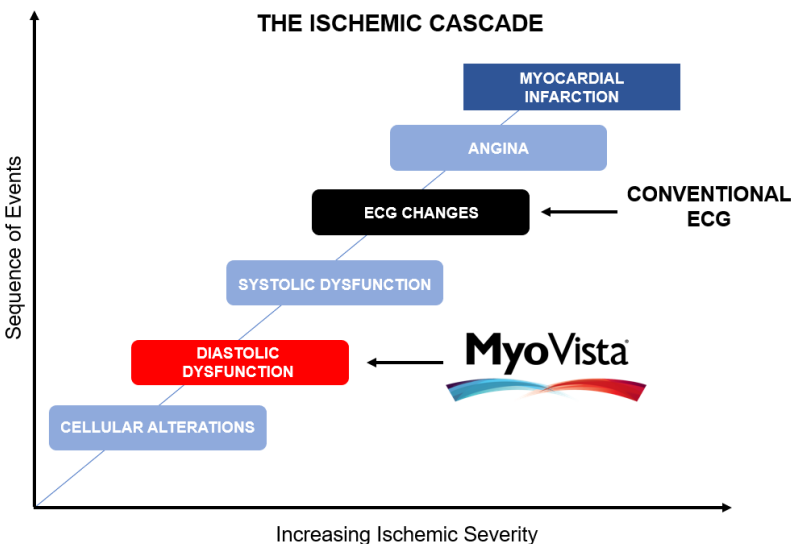 THE ISCHEMIC CASCADE
MYOCARDIAL
INFARCTION
ANGINA
ECG CHANGES
CONVENTIONAL
ECG
SYSTOLIC DYSFUNCTION
DIASTOLIC
DYSFUNCTION
MyoVista
CELLULAR ALTERATIONS
Sequence of Events
Increasing Ischemic Severity